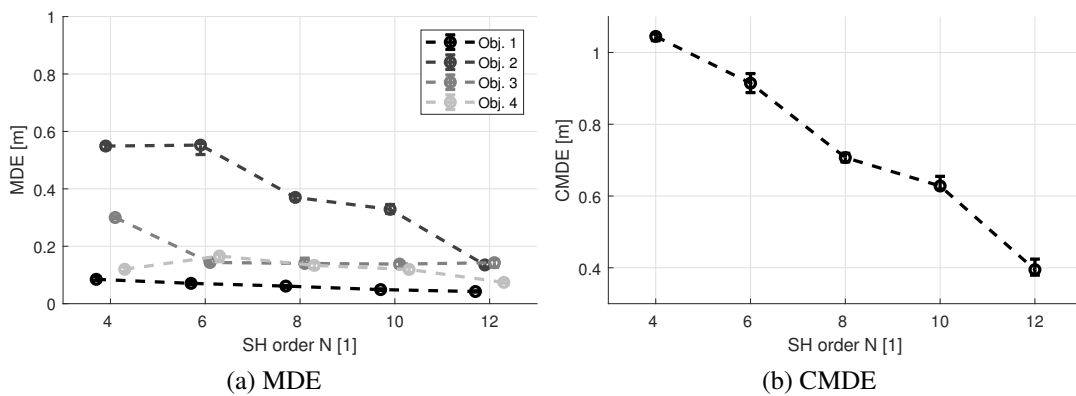 1
0.8
0.6
0.4
0.2
0
MDE [m]
Obj. 1
Obj. 2
Obj. 3
Obj. 4
4 6 8 10 12
SH order N [1]
(a) MDE
1
0.8
0.6
0.4
CMDE [m]
4 6 8 10 12
SH order N [1]
(b) CMDE